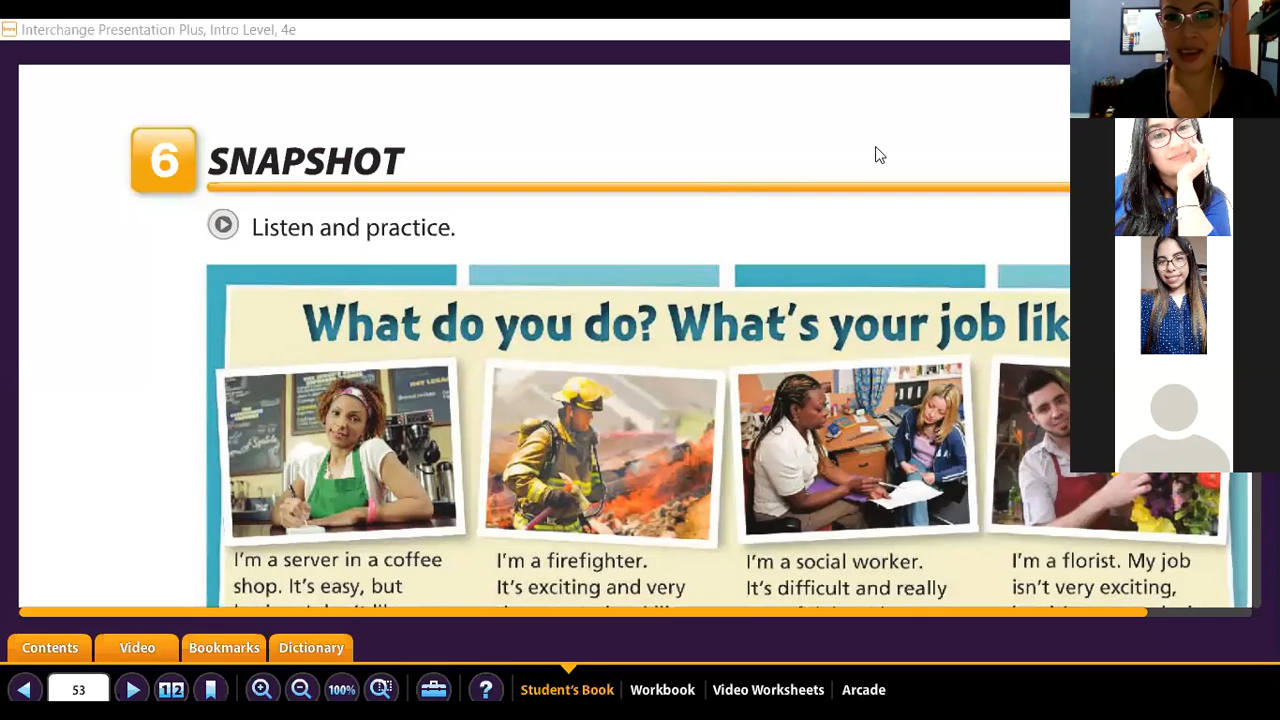 Interchange Presentation Plus, Intro Level, 4e
6 SNAPSHOT
Listen and practice.
What do you do? What's your job lik
I'm a server in a coffee
shop. It's easy, but
I'm a firefighter.
It's exciting and very
I'm a social worker.
It's difficult and really
I'm a florist. My job
isn't very exciting,
Contents Video Bookmarks Dictionary
53 12 100% ? Student's Book Workbook Video Worksheets Arcade